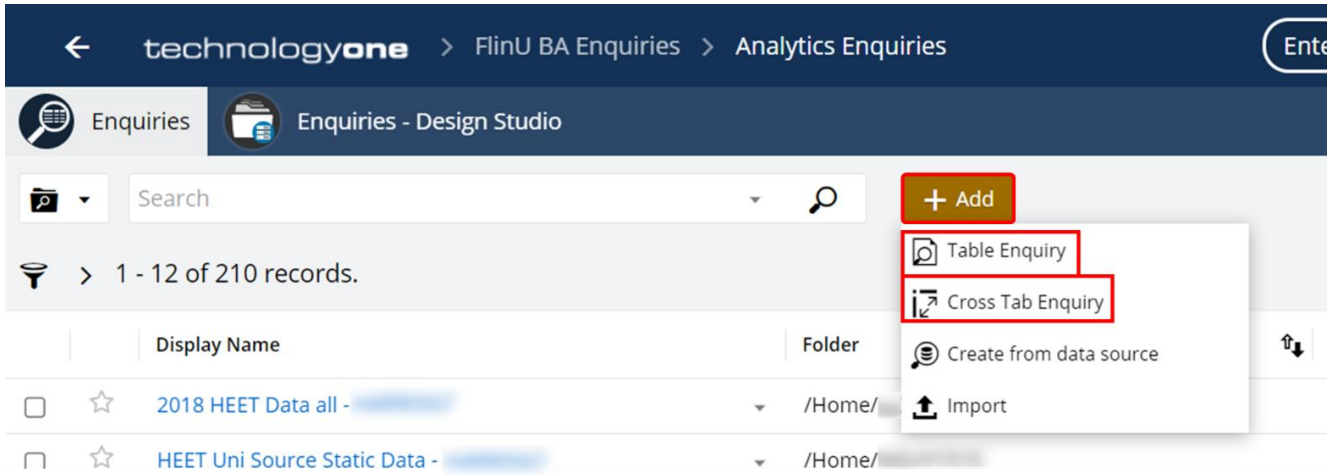 technologyone > FlinU BA Enquiries > Analytics Enquiries
Enquiries
Enquiries - Design Studio
Search
+ Add
Table Enquiry
Cross Tab Enquiry
Create from data source
Import
> 1 - 12 of 210 records.
Display Name
Folder
2018 HEET Data all -
/Home/
HEET Uni Source Static Data -
/Home/